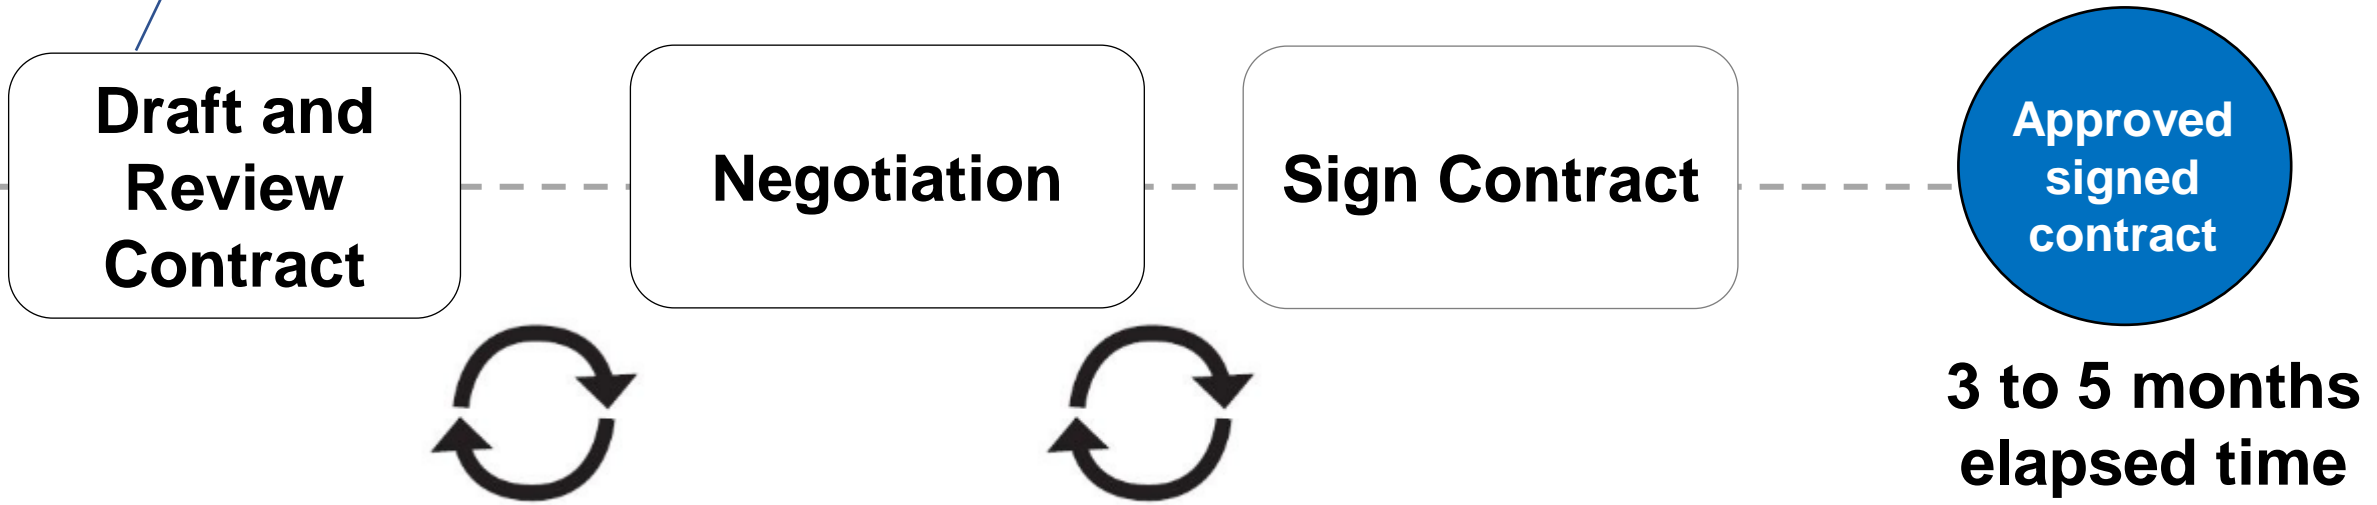 Draft and
Review
Contract
Negotiation
Sign Contract
Approved
signed
contract
3 to 5 months
elapsed time